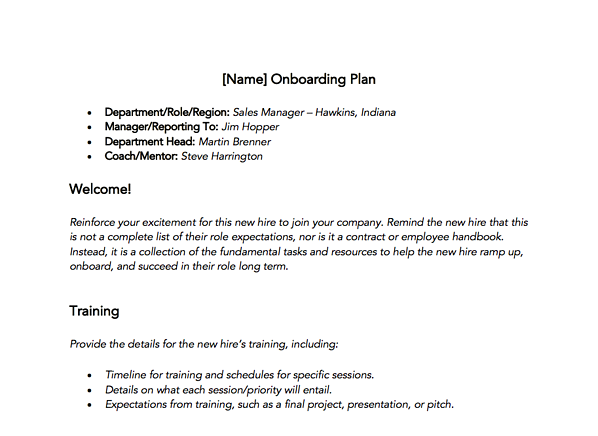 [Name] Onboarding Plan
• Department/Role/Region: Sales Manager – Hawkins, Indiana
• Manager/Reporting To: Jim Hopper
• Department Head: Martin Brenner
• Coach/Mentor: Steve Harrington
Welcome!
Reinforce your excitement for this new hire to join your company. Remind the new hire that this
is not a complete list of their role expectations, nor is it a contract or employee handbook.
Instead, it is a collection of the fundamental tasks and resources to help the new hire ramp up,
onboard, and succeed in their role long term.
Training
Provide the details for the new hire’s training, including:
• Timeline for training and schedules for specific sessions.
• Details on what each session/priority will entail.
• Expectations from training, such as a final project, presentation, or pitch.